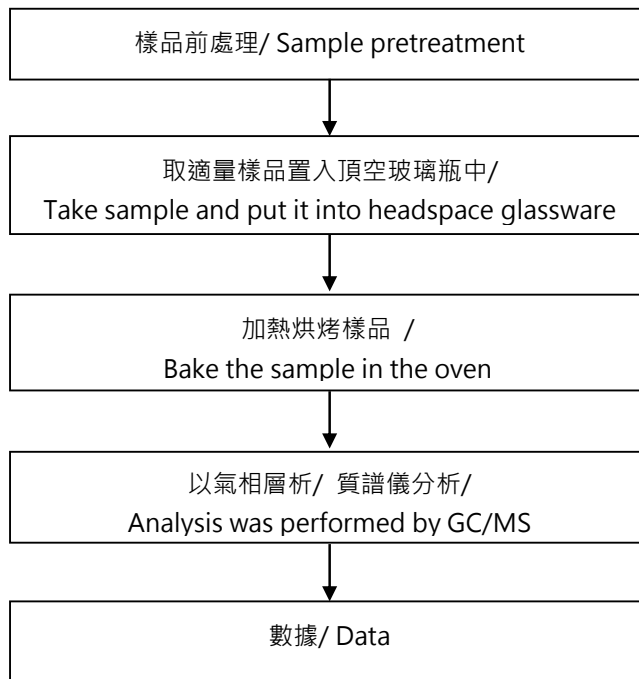 樣品前處理/ Sample pretreatment
取適量樣品置入頂空玻璃瓶中/
Take sample and put it into headspace glassware
加熱烘烤樣品 /
Bake the sample in the oven
以氣相層析/ 質譜儀分析/
Analysis was performed by GC/MS
數據/ Data